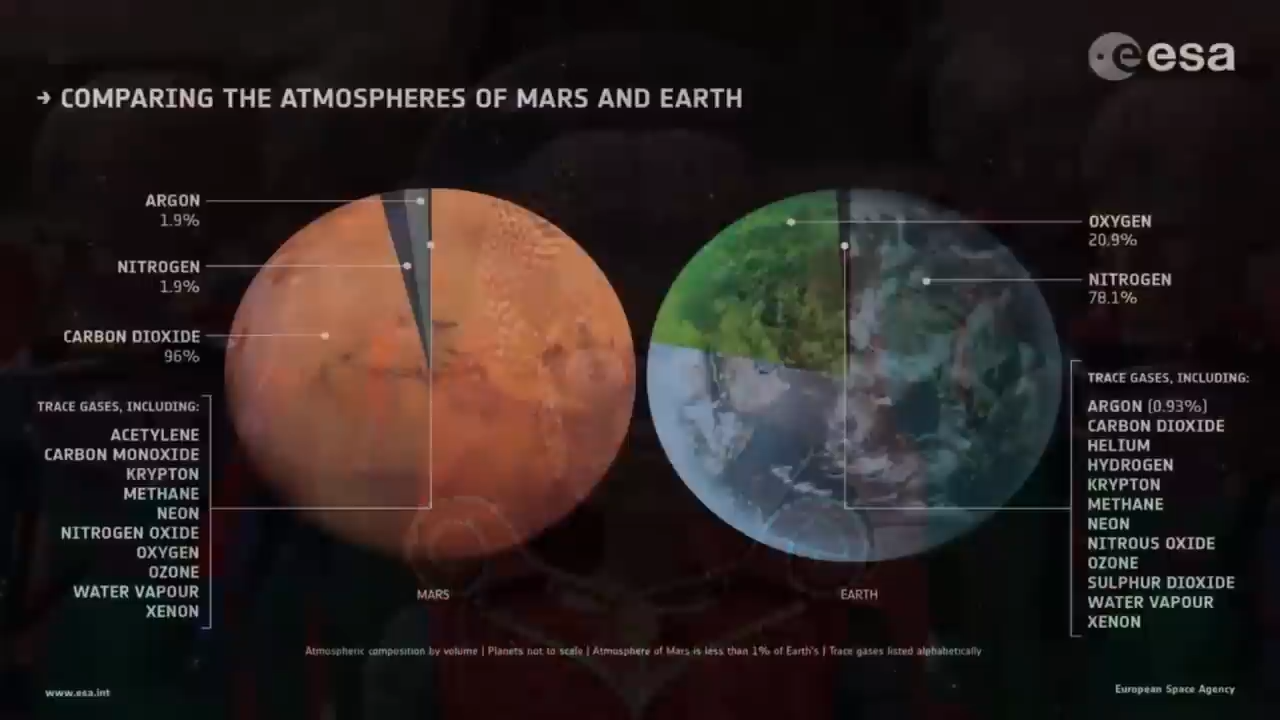 esa
→ COMPARING THE ATMOSPHERES OF MARS AND EARTH
ARGON
1.9%
NITROGEN
1.9%
CARBON DIOXIDE
96%
TRACE GASES, INCLUDING:
ACETYLENE
CARBON MONOXIDE
KRYPTON
METHANE
NEON
NITROGEN OXIDE
OXYGEN
OZONE
WATER VAPOUR
XENON
MARS
OXYGEN
20,9%
NITROGEN
78.1%
TRACE GASES, INCLUDING:
ARGON (0.93%)
CARBON DIOXIDE
HELIUM
HYDROGEN
KRYPTON
METHANE
NEON
NITROUS OXIDE
OZONE
SULPHUR DIOXIDE
WATER VAPOUR
XENON
EARTH
Atmospheric composition by volume | Planets not to scale | Atmosphere of Mars is less than 1% of Earth's | Trace gases listed alphabetically
www.esa.int
European Space Agency